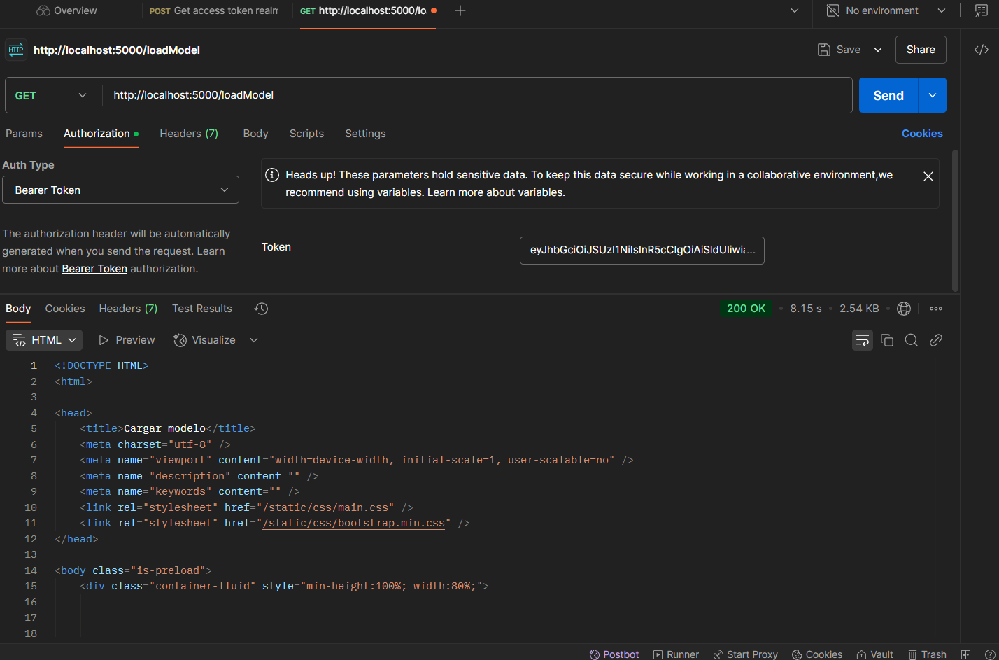 Overview
POST Get access token realm
GET http://localhost:5000/lo
No environment
HTTP http://localhost:5000/loadModel
Save
Share
GET
http://localhost:5000/loadModel
Send
Params
Authorization
Headers (7)
Body
Scripts
Settings
Cookies
Auth Type
Bearer Token
The authorization header will be automatically
generated when you send the request. Learn
more about Bearer Token authorization.
Heads up! These parameters hold sensitive data. To keep this data secure while working in a collaborative environment,we
recommend using variables. Learn more about variables.
Token
Body
Cookies
Headers (7)
Test Results
200 OK
8.15 s
2.54 KB
HTML
Preview
Visualize
1 <!DOCTYPE HTML>
2 <html>
3
4 <head>
5 <title>Cargar modelo</title>
6 <meta charset="utf-8" />
7 <meta name="viewport" content="width=device-width, initial-scale=1, user-scalable=no" />
8 <meta name="description" content="" />
9 <meta name="keywords" content="" />
10 <link rel="stylesheet" href="/static/css/main.css" />
11 <link rel="stylesheet" href="/static/css/bootstrap.min.css" />
12 </head>
13
14 <body class="is-preload">
15 <div class="container-fluid" style="min-height:100%; width:80%;">
16
17
18
Postbot
Runner
Start Proxy
Cookies
Vault
Trash